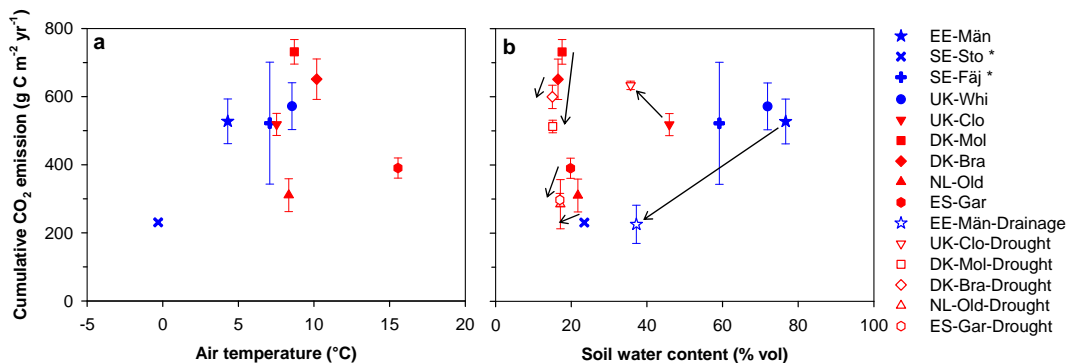 Cumulative CO2 emission (g C m-2 yr-1)
800
600
400
200
0
a
-5 0 5 10 15 20
Air temperature (°C)
b
0 20 40 60 80 100
Soil water content (% vol)
EE-Män
SE-Sto *
SE-Fäj *
UK-Whi
UK-Clo
DK-Mol
DK-Bra
NL-Old
ES-Gar
EE-Män-Drainage
UK-Clo-Drought
DK-Mol-Drought
DK-Bra-Drought
NL-Old-Drought
ES-Gar-Drought